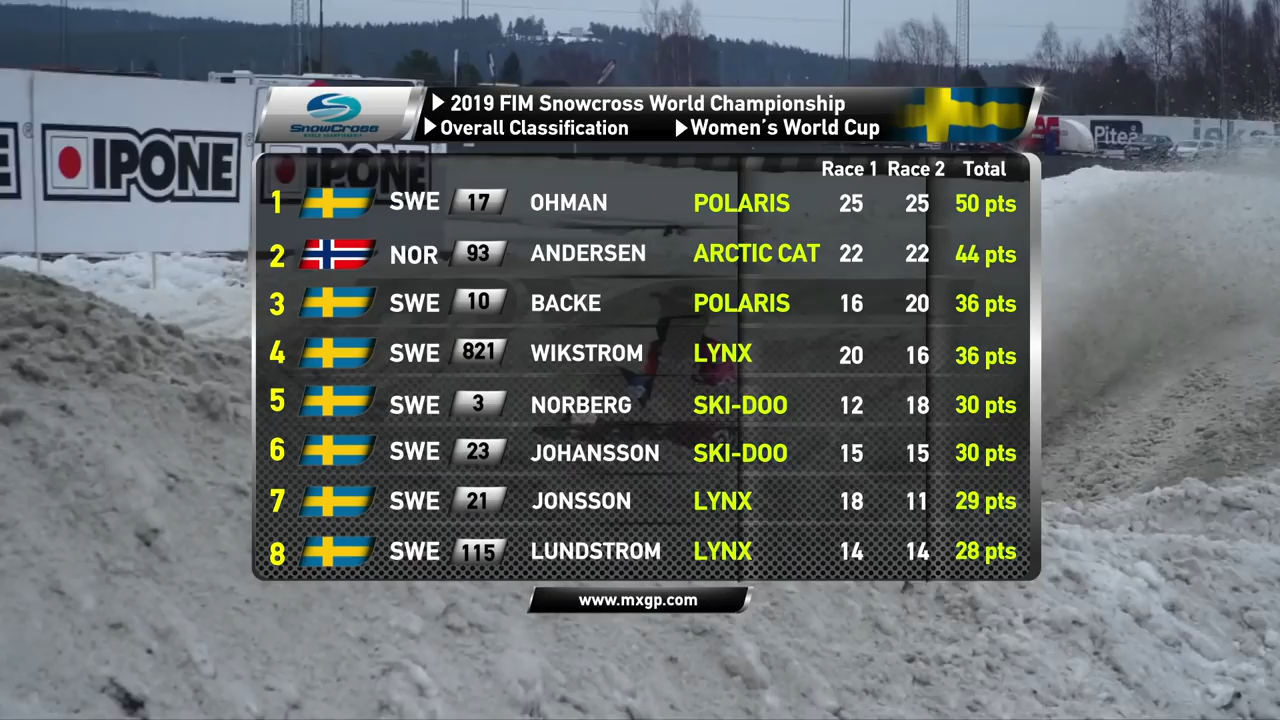 2019 FIM Snowcross World Championship
Overall Classification Women's World Cup
SNOWCROSS
WORLD CHAMPIONSHIP
IPONE
IPONE
Piteå
Race 1 Race 2 Total
1 SWE 17 OHMAN POLARIS 25 25 50 pts
2 NOR 93 ANDERSEN ARCTIC CAT 22 22 44 pts
3 SWE 10 BACKE POLARIS 16 20 36 pts
4 SWE 821 WIKSTROM LYNX 20 16 36 pts
5 SWE 3 NORBERG SKI-DOO 12 18 30 pts
6 SWE 23 JOHANSSON SKI-DOO 15 15 30 pts
7 SWE 21 JONSSON LYNX 18 11 29 pts
8 SWE 115 LUNDSTROM LYNX 14 14 28 pts
www.mxgp.com